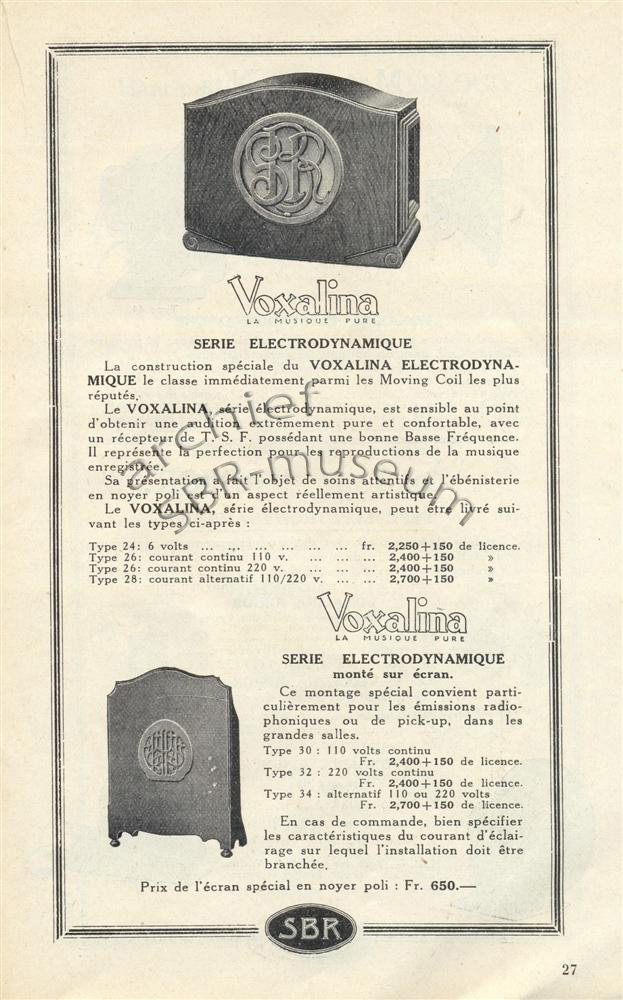 SBR
Voxalina
LA MUSIQUE PURE
SERIE ELECTRODYNAMIQUE
La construction spéciale du VOXALINA ELECTRODYNA-
MIQUE le classe immédiatement parmi les Moving Coil les plus
réputés.
Le VOXALINA, série électrodynamique, est sensible au point
d'obtenir une audition extrêmement pure et confortable, avec
un récepteur de T. S. F. possédant une bonne Basse Fréquence.
Il représente la perfection pour les reproductions de la musique
enregistrée.
Sa présentation a fait l'objet de soins attentifs et l'ébénisterie
en noyer poli est d'un aspect réellement artistique.
Le VOXALINA, série électrodynamique, peut être livré sui-
vant les types ci-après :
Type 24: 6 volts ... ... ... ... ... ... fr. 2,250+150 de licence.
Type 26: courant continu 110 v. ... ... ... 2,400+150 »
Type 26: courant continu 220 v. ... ... ... 2,400+150 »
Type 28: courant alternatif 110/220 v. ... ... 2,700+150 »
archief
SBR-museum
Voxalina
LA MUSIQUE PURE
SERIE ELECTRODYNAMIQUE
monté sur écran.
Ce montage spécial convient parti-
culièrement pour les émissions radio-
phoniques ou de pick-up, dans les
grandes salles.
Type 30 : 110 volts continu
Fr. 2,400+150 de licence.
Type 32 : 220 volts continu
Fr. 2,400+150 de licence.
Type 34 : alternatif 110 ou 220 volts
Fr. 2,700+150 de licence.
En cas de commande, bien spécifier
les caractéristiques du courant d'éclai-
rage sur lequel l'installation doit être
branchée.
Prix de l'écran spécial en noyer poli : Fr. 650.—
SBR
27